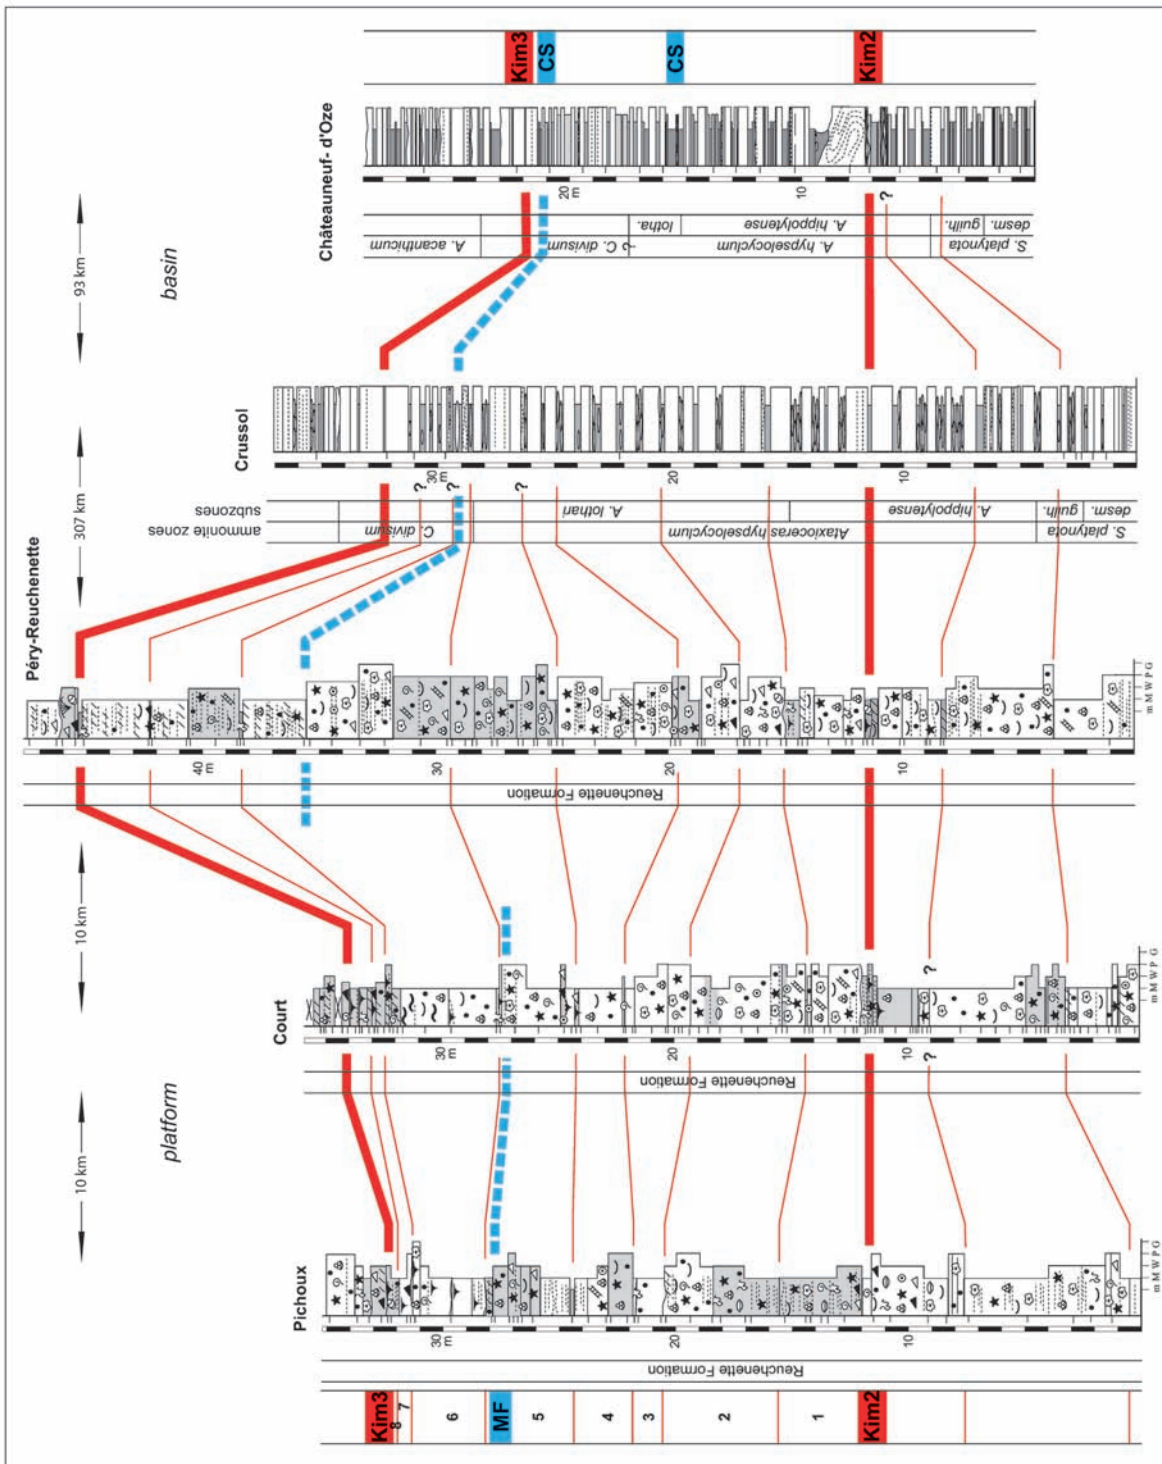 Châteauneuf- d'Oze
Kim3
CS
CS
Kim2
20
m
10
?
A. acanthicum
C. divisum
?
lotha.
A. hippolytense
A. hypselocyclum
guilh.
desm.
S. platynota
93 km
basin
Crussol
30
m
20
10
?
?
?
subzones
ammonite zones
C. divisum
A. lothari
Ataxioceras hypselocyclum
A. hippolytense
guilh.
desm.
S. platynota
307 km
Péry-Reuchenette
m M W P G
40
m
30
20
10
Reuchenette Formation
10 km
Court
m M W P G
?
30
m
20
10
?
Reuchenette Formation
platform
10 km
Pichoux
m M W P G
30
m
20
10
Reuchenette Formation
Kim3
8
7
6
MF
5
4
3
2
1
Kim2